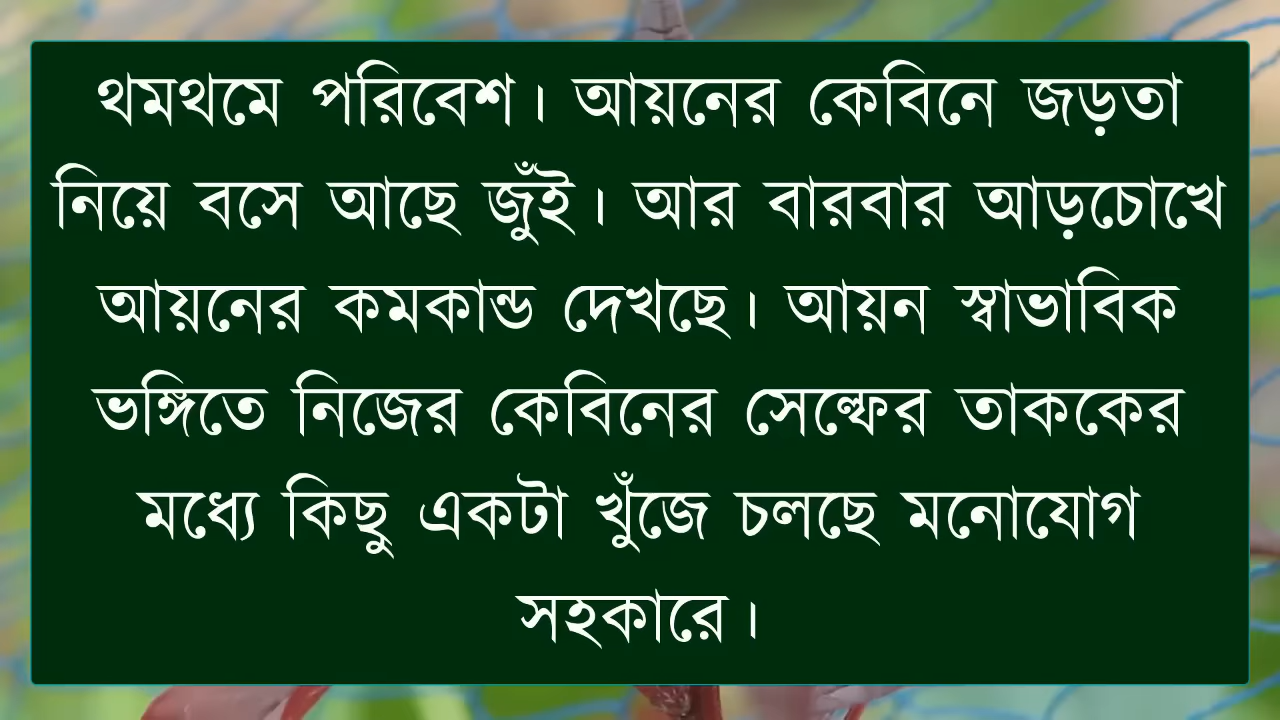 থমথমে পরিবেশ। আয়নের কেবিনে জড়তা
নিয়ে বসে আছে জুঁই। আর বারবার আড়চোখে
আয়নের কমকান্ড দেখছে। আয়ন স্বাভাবিক
ভঙ্গিতে নিজের কেবিনের সেল্ফের তাককের
মধ্যে কিছু একটা খুঁজে চলছে মনোযোগ
সহকারে।